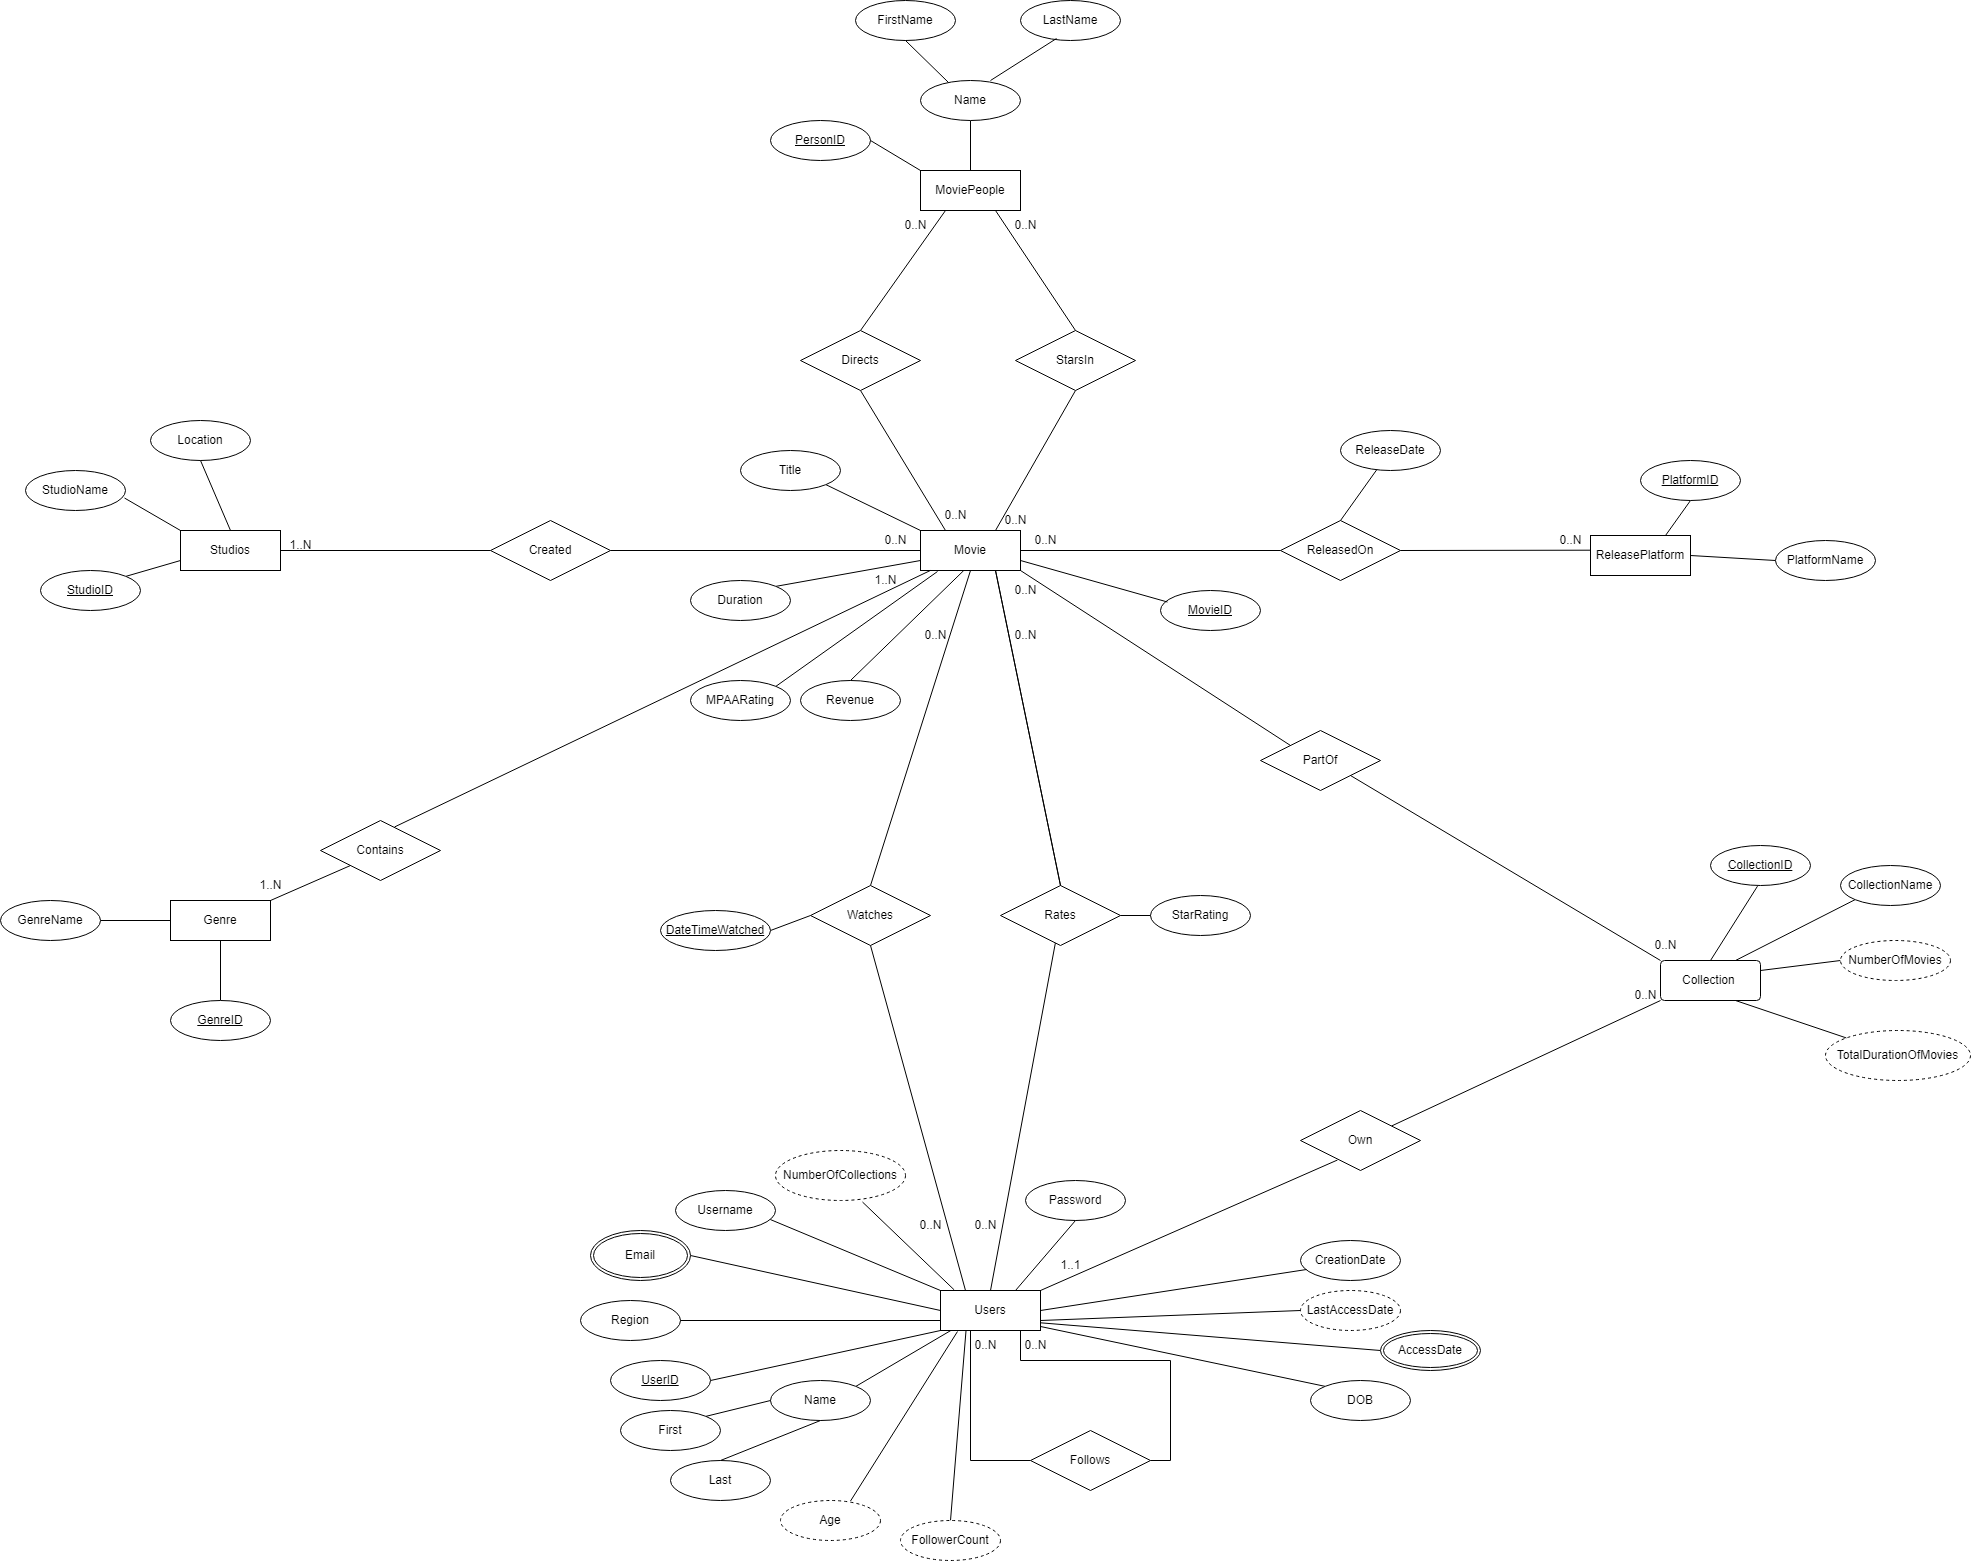 FirstName
LastName
Name
PersonID
MoviePeople
0..N
0..N
Directs
StarsIn
Location
StudioName
Studios
StudioID
1..N
Created
0..N
Title
0..N
0..N
Movie
0..N
ReleaseDate
ReleasedOn
0..N
PlatformID
ReleasePlatform
PlatformName
Duration
1..N
0..N
MovieID
0..N
0..N
MPAARating
Revenue
PartOf
Contains
1..N
GenreName
Genre
GenreID
DateTimeWatched
Watches
Rates
StarRating
CollectionID
CollectionName
0..N
NumberOfMovies
Collection
0..N
TotalDurationOfMovies
Own
NumberOfCollections
Username
0..N
0..N
Password
Email
1..1
CreationDate
Region
Users
LastAccessDate
0..N
0..N
AccessDate
UserID
Name
DOB
First
Follows
Last
Age
FollowerCount